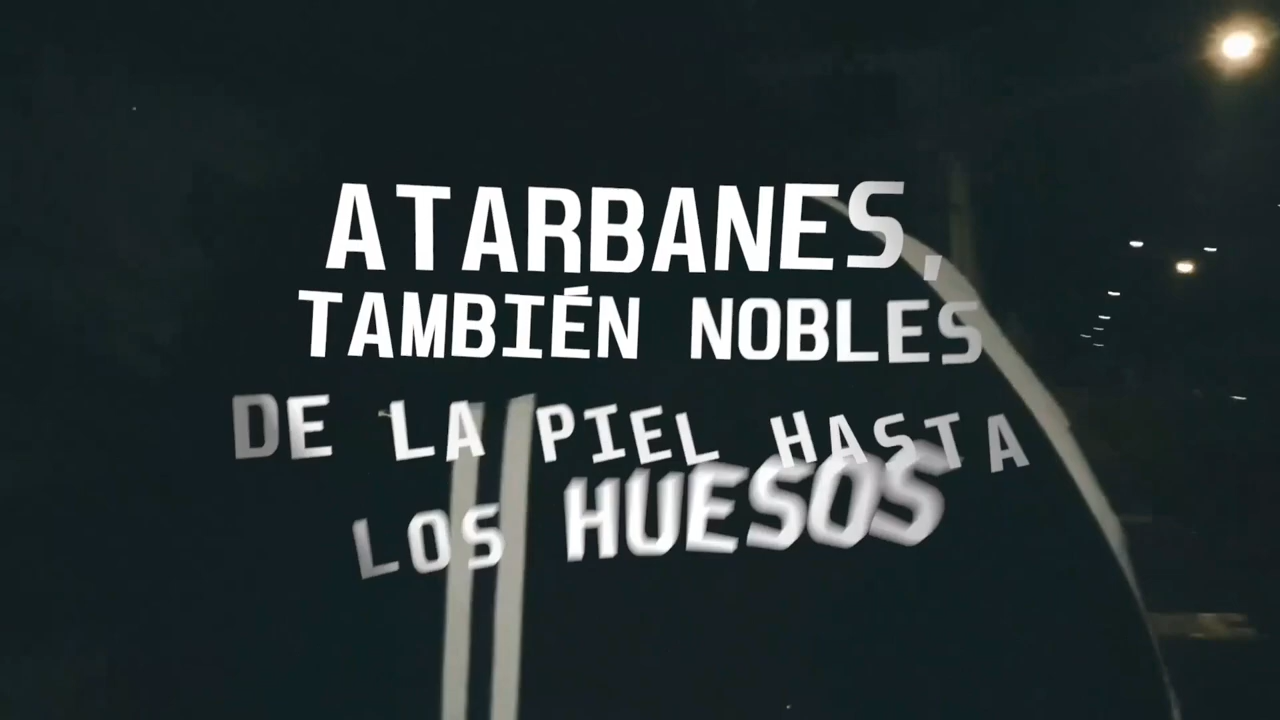 ATARBANES,
TAMBIÉN NOBLES
DE LA PIEL HASTA
LOS HUESOS